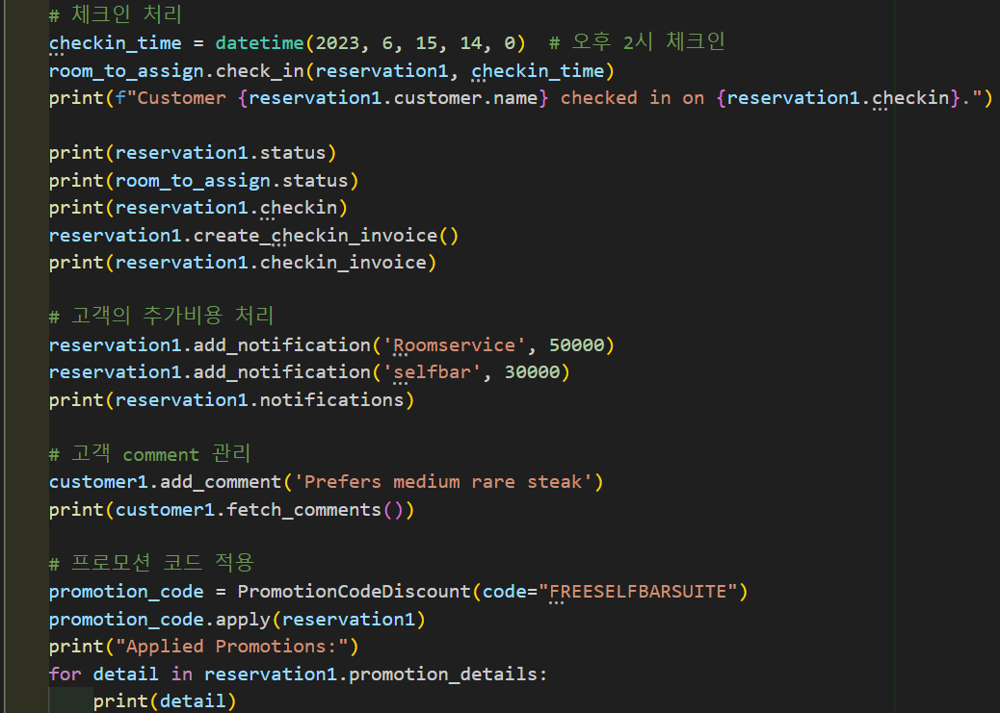 # 체크인 처리
checkin_time = datetime(2023, 6, 15, 14, 0)  # 오후 2시 체크인
room_to_assign.check_in(reservation1, checkin_time)
print(f"Customer {reservation1.customer.name} checked in on {reservation1.checkin}.")
print(reservation1.status)
print(room_to_assign.status)
print(reservation1.checkin)
reservation1.create_checkin_invoice()
print(reservation1.checkin_invoice)
# 고객의 추가비용 처리
reservation1.add_notification('Roomservice', 50000)
reservation1.add_notification('selfbar', 30000)
print(reservation1.notifications)
# 고객 comment 관리
customer1.add_comment('Prefers medium rare steak')
print(customer1.fetch_comments())
# 프로모션 코드 적용
promotion_code = PromotionCodeDiscount(code="FREESELFBARSUITE")
promotion_code.apply(reservation1)
print("Applied Promotions:")
for detail in reservation1.promotion_details:
    print(detail)